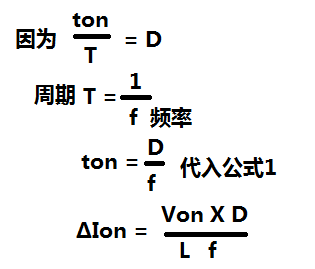 因为 ton/T = D
周期 T = 1/f 频率
ton = D/f 代入公式1
ΔIon = Von X D / L f